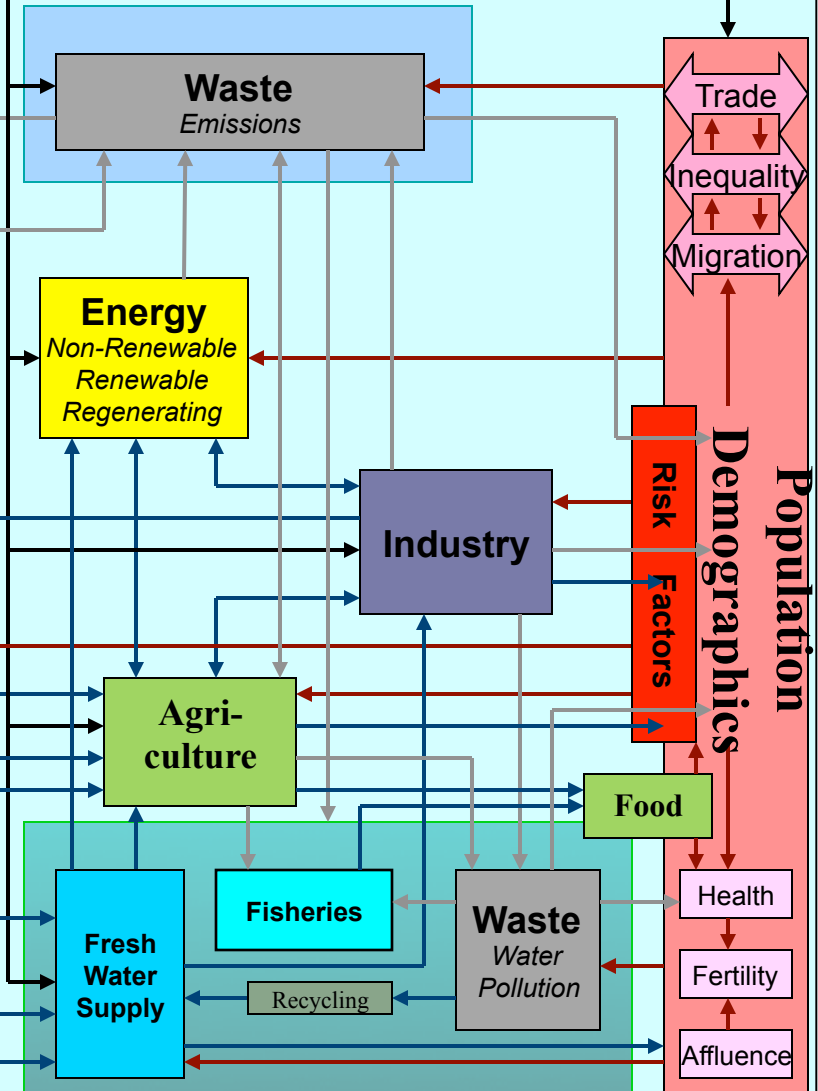 Waste
Emissions
Trade
Inequality
Migration
Energy
Non-Renewable
Renewable
Regenerating
Industry
Risk Factors
Demographics
Population
Agri-
culture
Food
Fresh
Water
Supply
Fisheries
Recycling
Waste
Water
Pollution
Health
Fertility
Affluence